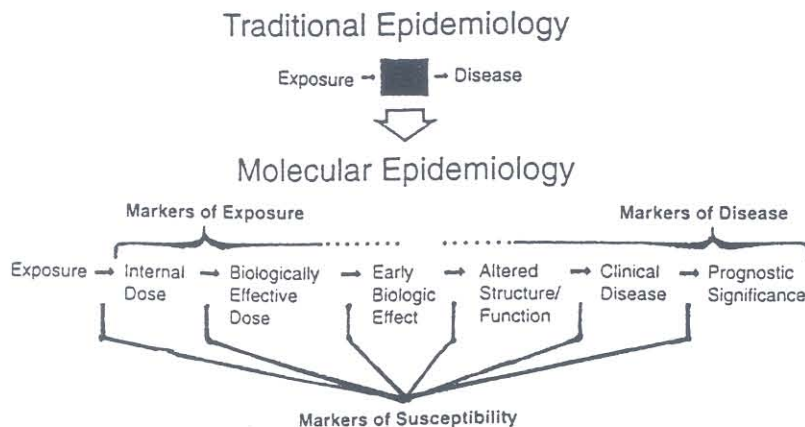 Traditional Epidemiology
Exposure → → Disease
Molecular Epidemiology
Markers of Exposure Markers of Disease
Exposure → Internal → Biologically → Early → Altered → Clinical → Prognostic
Dose Effective Biologic Structure/ Disease Significance
Dose Effect Function
Markers of Susceptibility